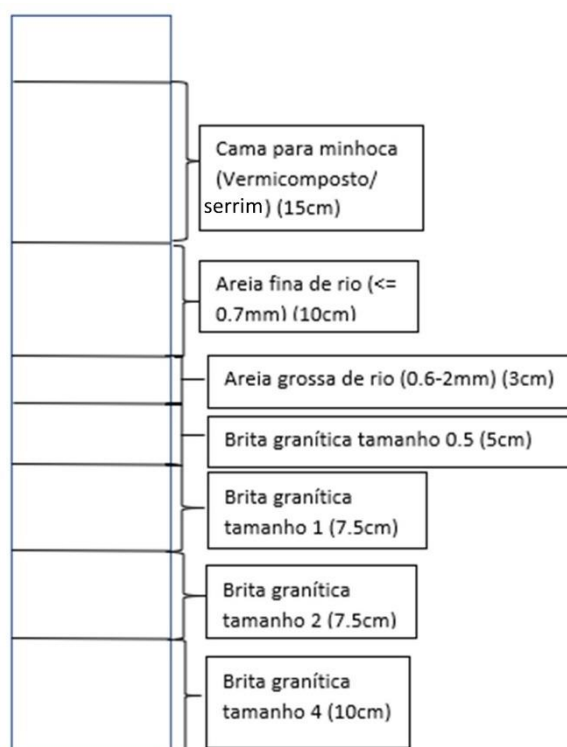 Cama para minhoca
(Vermicomposto/
serrim) (15cm)
Areia fina de rio (<=
0.7mm) (10cm)
Areia grossa de rio (0.6-2mm) (3cm)
Brita granítica tamanho 0.5 (5cm)
Brita granítica
tamanho 1 (7.5cm)
Brita granítica
tamanho 2 (7.5cm)
Brita granítica
tamanho 4 (10cm)